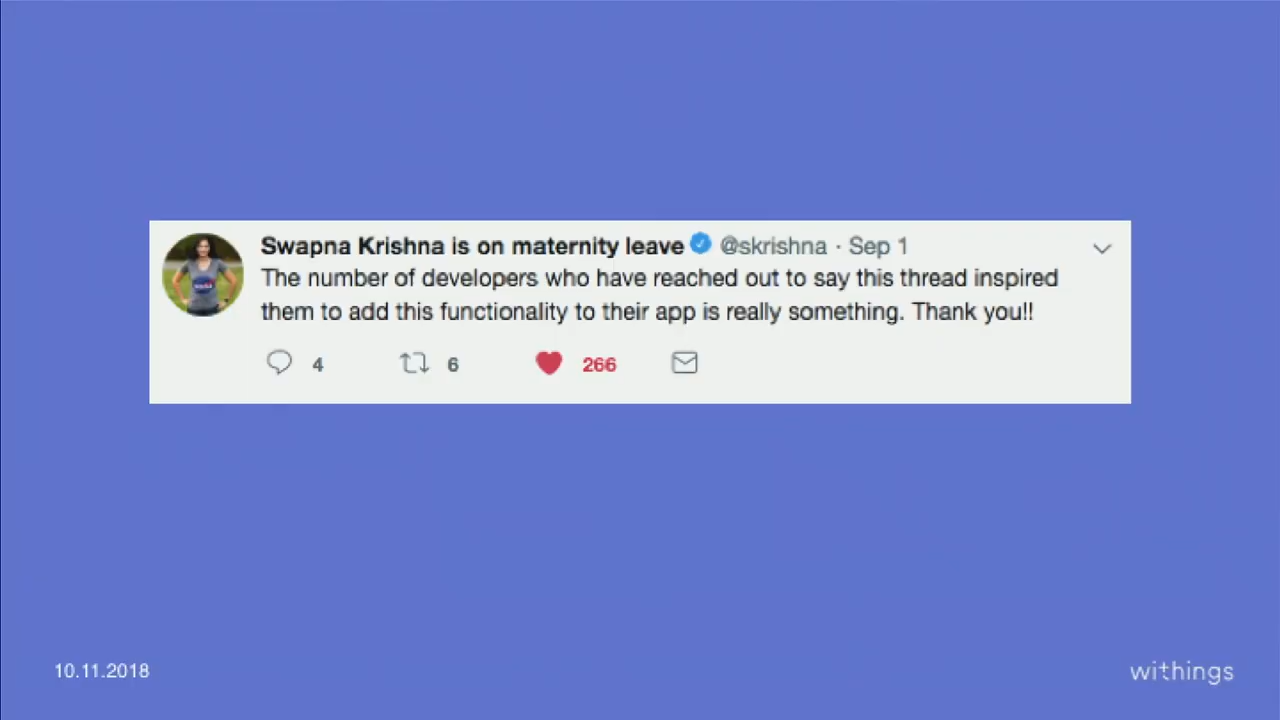 Swapna Krishna is on maternity leave @skrishna · Sep 1
The number of developers who have reached out to say this thread inspired
them to add this functionality to their app is really something. Thank you!!
4 6 266
10.11.2018
withings